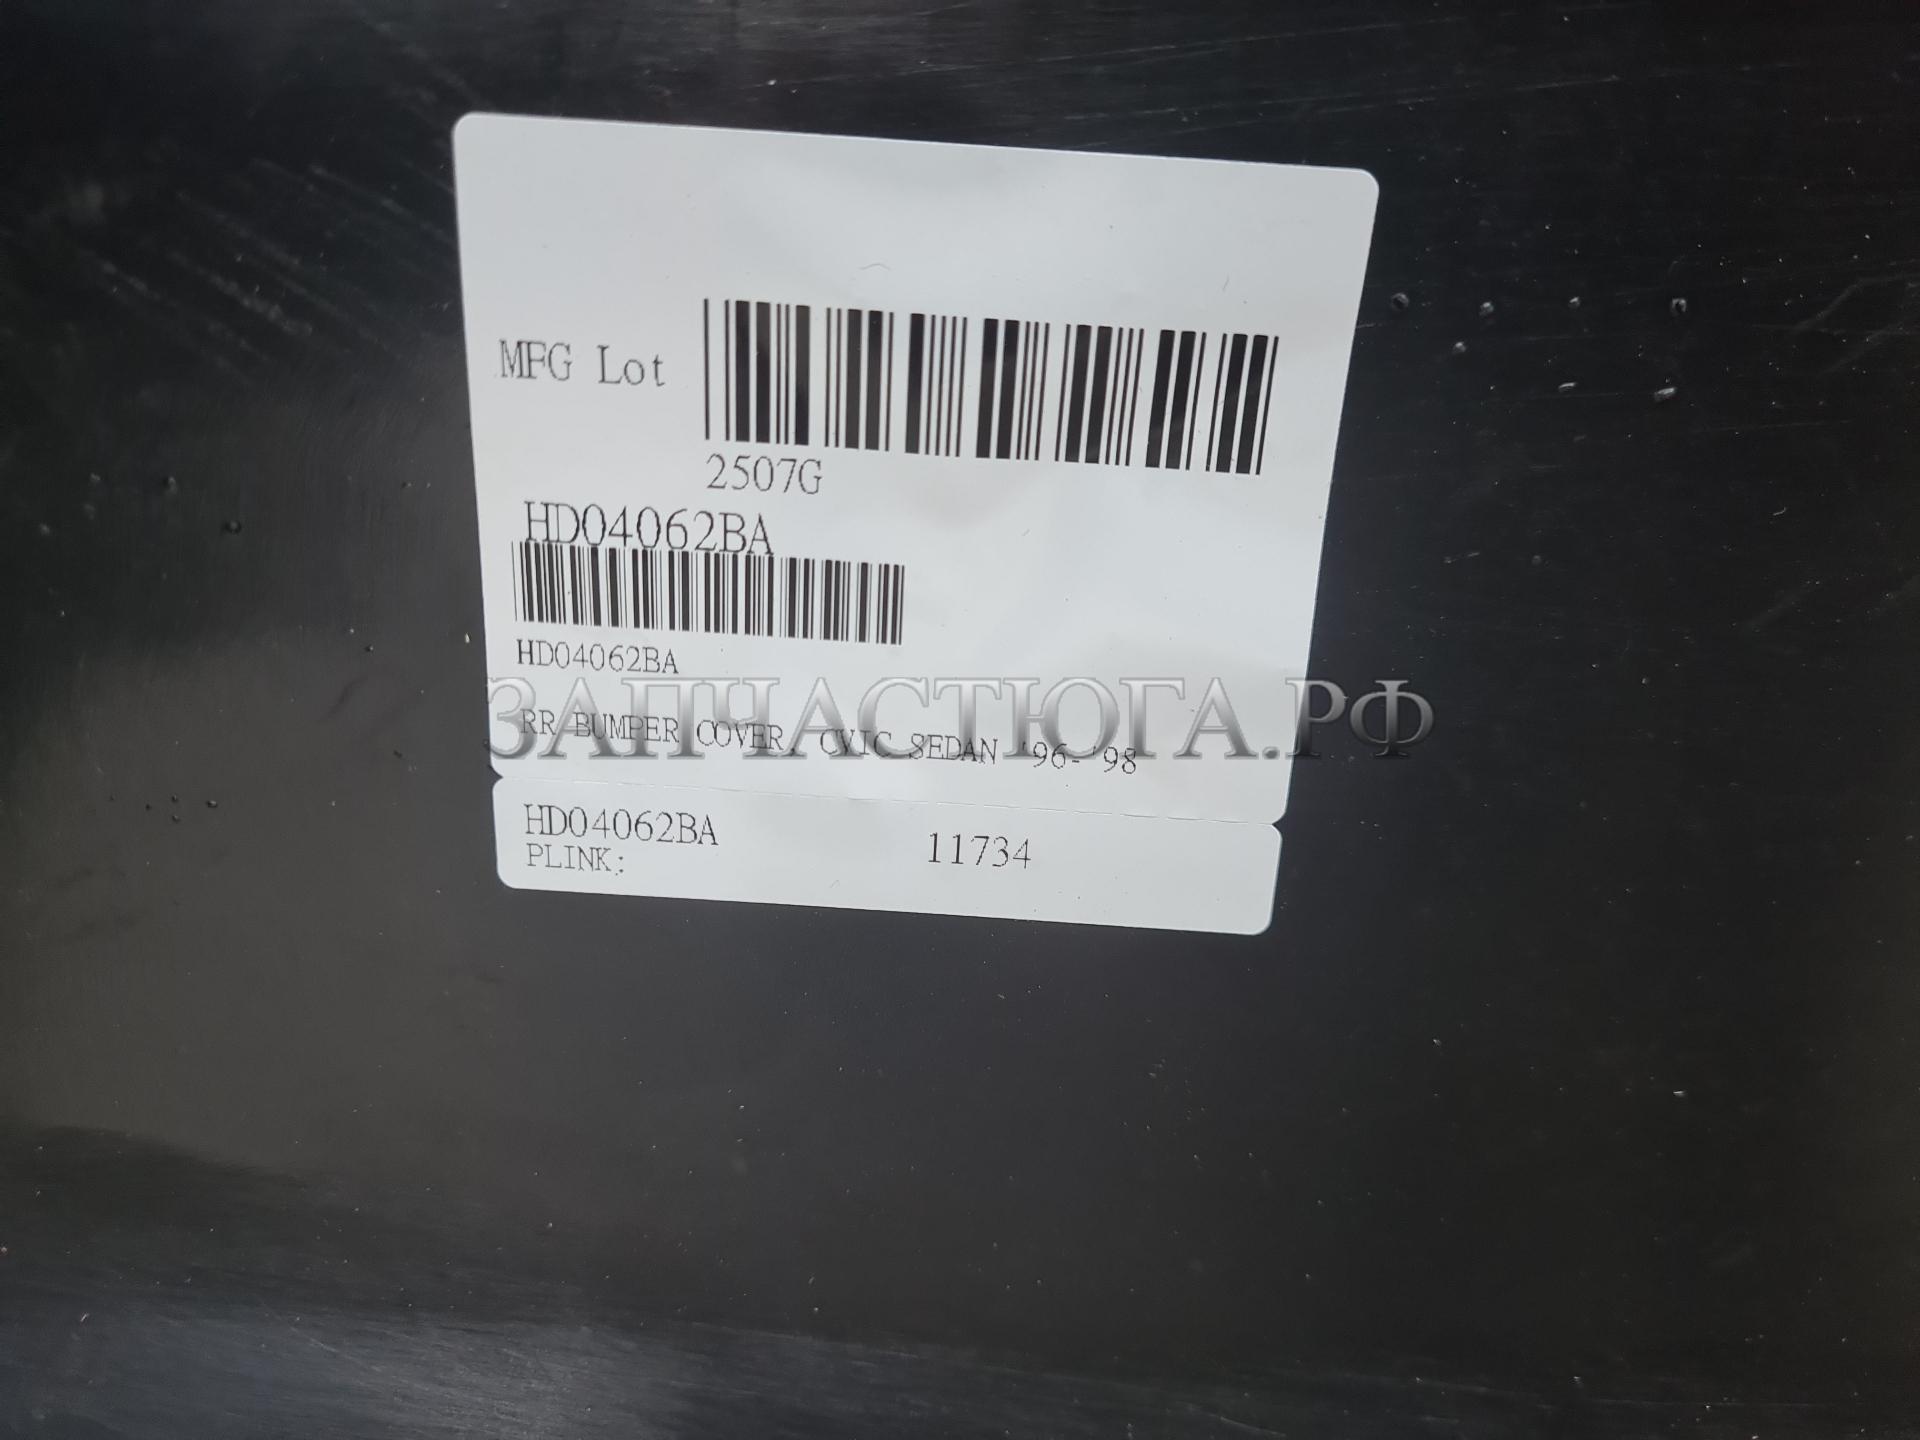 MFG Lot
2507G
HD04062BA
HD04062BA
ЗАПЧАСТЮГА.РФ
RR BUMPER COVER, CVIC SEDAN '96-'98
HD04062BA
11734
PLINK: